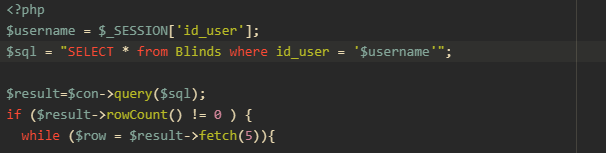 <?php
$username = $_SESSION['id_user'];
$sql = "SELECT * from Blinds where id_user = '$username'";
$result=$con->query($sql);
if ($result->rowCount() != 0 ) {
while ($row = $result->fetch(5)){